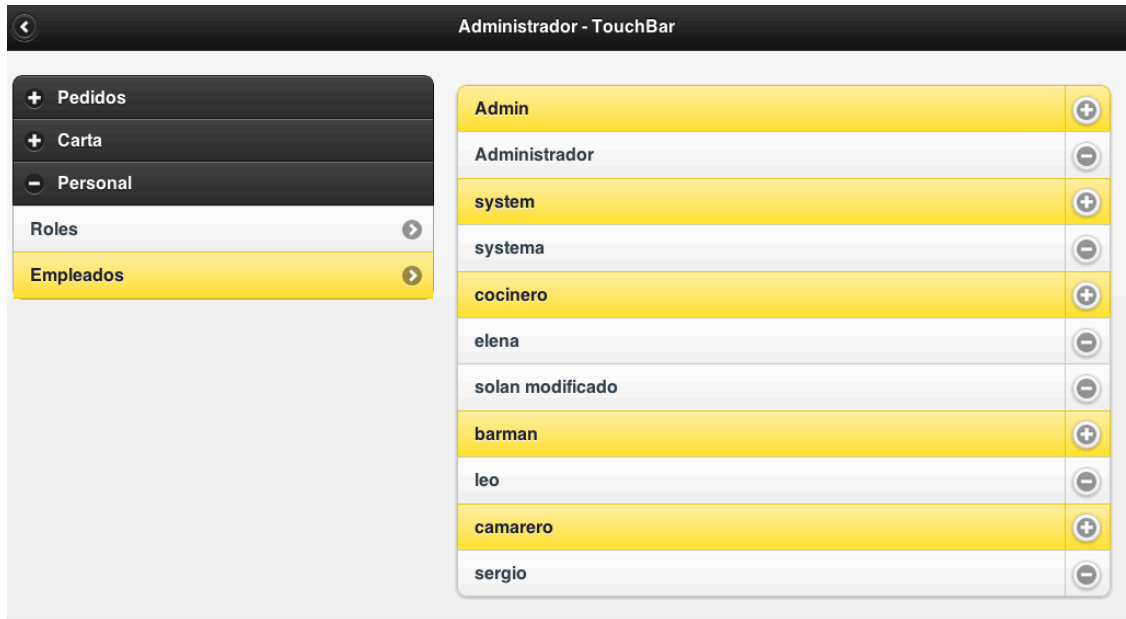 Administrador - TouchBar
Pedidos
Carta
Personal
Roles
Empleados
Admin
Administrador
system
systema
cocinero
elena
solan modificado
barman
leo
camarero
sergio